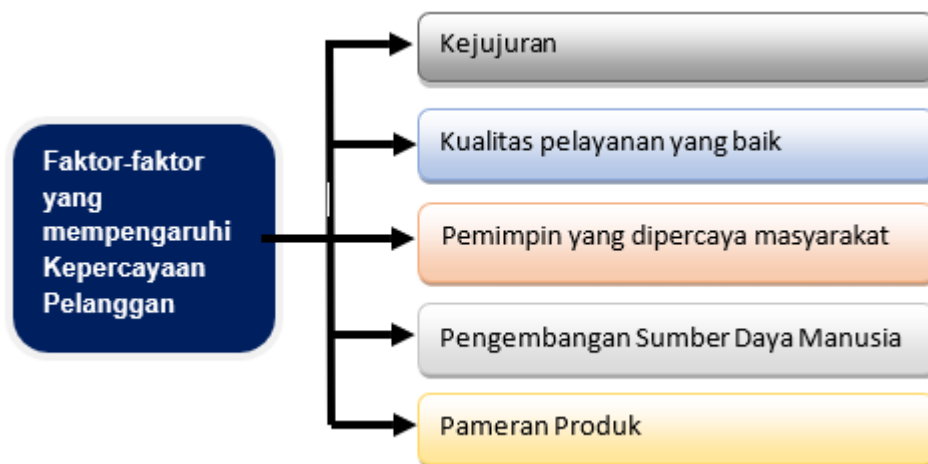 Faktor-faktor
yang
mempengaruhi
Kepercayaan
Pelanggan
Kejujuran
Kualitas pelayanan yang baik
Pemimpin yang dipercaya masyarakat
Pengembangan Sumber Daya Manusia
Pameran Produk